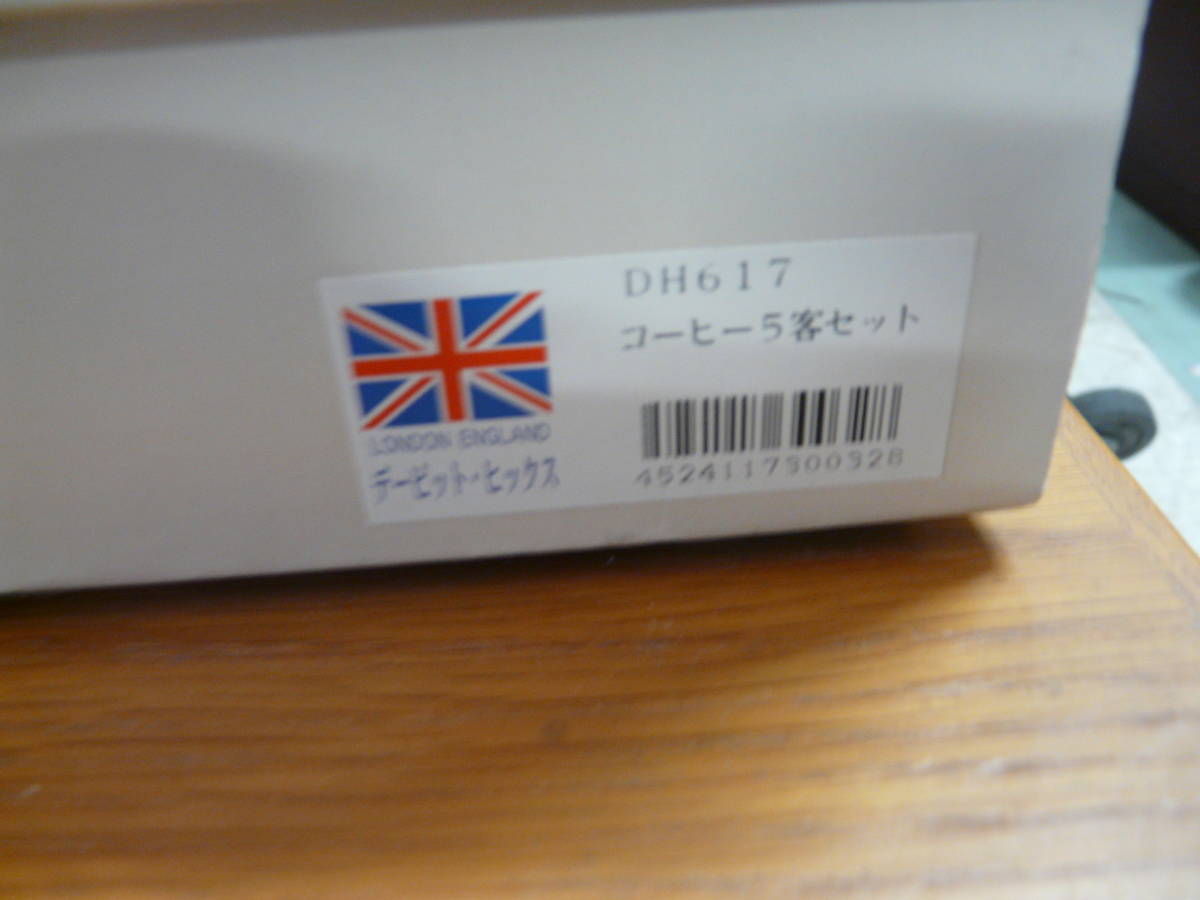 DH617
コーヒー5客セット
4524117300328
LONDON ENGLAND
デービット・ヒックス